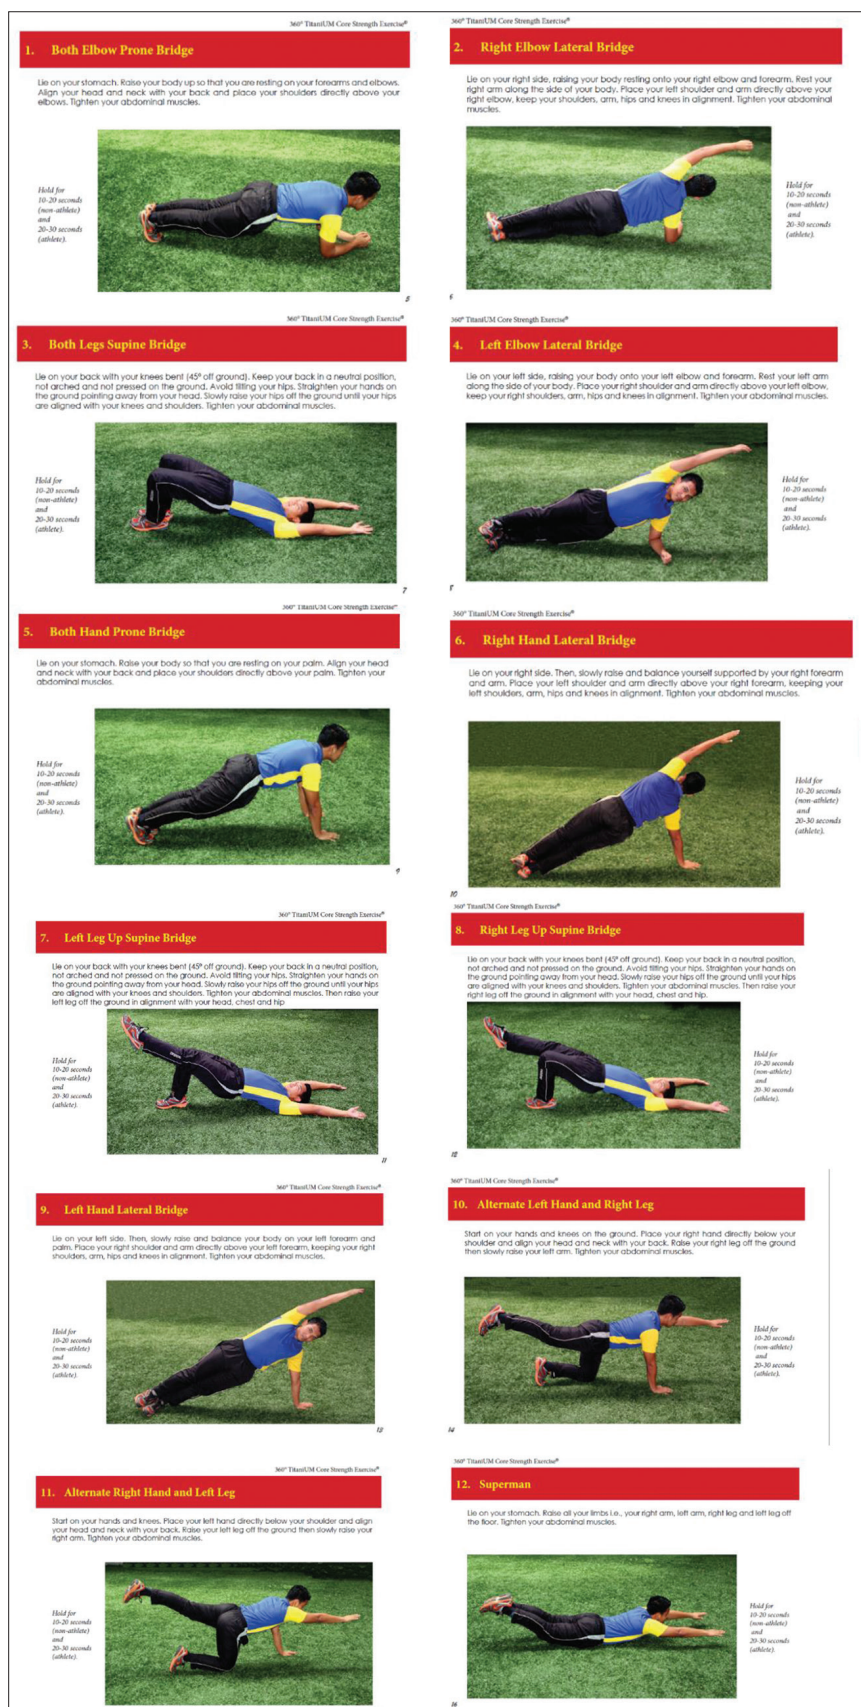 360° TitaniUM Core Strength Exercise®
1. Both Elbow Prone Bridge
Lie on your stomach. Raise your body up so that you are resting on your forearms and elbows.
Align your head and neck with your back and place your shoulders directly above your
elbows. Tighten your abdominal muscles.
Hold for
10-20 seconds
(non-athlete)
and
20-30 seconds
(athlete).
5
360° TitaniUM Core Strength Exercise®
2. Right Elbow Lateral Bridge
Lie on your right side, raising your body resting onto your right elbow and forearm. Rest your
right arm along the side of your body. Place your left shoulder and arm directly above your
right elbow, keep your shoulders, arm, hips and knees in alignment. Tighten your abdominal
muscles.
Hold for
10-20 seconds
(non-athlete)
and
20-30 seconds
(athlete).
6
360° TitaniUM Core Strength Exercise®
3. Both Legs Supine Bridge
Lie on your back with your knees bent (45° off ground). Keep your back in a neutral position,
not arched and not pressed on the ground. Avoid tilting your hips. Straighten your hands on
the ground pointing away from your head. Slowly raise your hips off the ground until your hips
are aligned with your knees and shoulders. Tighten your abdominal muscles.
Hold for
10-20 seconds
(non-athlete)
and
20-30 seconds
(athlete).
7
360° TitaniUM Core Strength Exercise®
4. Left Elbow Lateral Bridge
Lie on your left side, raising your body onto your left elbow and forearm. Rest your left arm
along the side of your body. Place your right shoulder and arm directly above your left elbow,
keep your right shoulders, arm, hips and knees in alignment. Tighten your abdominal muscles.
Hold for
10-20 seconds
(non-athlete)
and
20-30 seconds
(athlete).
8
360° TitaniUM Core Strength Exercise®
5. Both Hand Prone Bridge
Lie on your stomach. Raise your body so that you are resting on your palm. Align your head
and neck with your back and place your shoulders directly above your palm. Tighten your
abdominal muscles.
Hold for
10-20 seconds
(non-athlete)
and
20-30 seconds
(athlete).
9
360° TitaniUM Core Strength Exercise®
6. Right Hand Lateral Bridge
Lie on your right side. Then, slowly raise and balance yourself supported by your right forearm
and arm. Place your left shoulder and arm directly above your right forearm, keeping your
left shoulders, arm, hips and knees in alignment. Tighten your abdominal muscles.
Hold for
10-20 seconds
(non-athlete)
and
20-30 seconds
(athlete).
10
360° TitaniUM Core Strength Exercise®
7. Left Leg Up Supine Bridge
Lie on your back with your knees bent (45° off ground). Keep your back in a neutral position,
not arched and not pressed on the ground. Avoid tilting your hips. Straighten your hands on
the ground pointing away from your head. Slowly raise your hips off the ground until your hips
are aligned with your knees and shoulders. Tighten your abdominal muscles. Then raise your
left leg off the ground in alignment with your head, chest and hip
Hold for
10-20 seconds
(non-athlete)
and
20-30 seconds
(athlete).
11
360° TitaniUM Core Strength Exercise®
8. Right Leg Up Supine Bridge
Lie on your back with your knees bent (45° off ground). Keep your back in a neutral position,
not arched and not pressed on the ground. Avoid tilting your hips. Straighten your hands on
the ground pointing away from your head. Slowly raise your hips off the ground until your hips
are aligned with your knees and shoulders. Tighten your abdominal muscles. Then raise your
right leg off the ground in alignment with your head, chest and hip.
Hold for
10-20 seconds
(non-athlete)
and
20-30 seconds
(athlete).
12
360° TitaniUM Core Strength Exercise®
9. Left Hand Lateral Bridge
Lie on your left side. Then, slowly raise and balance your body on your left forearm and
palm. Place your right shoulder and arm directly above your left forearm, keeping your right
shoulders, arm, hips and knees in alignment. Tighten your abdominal muscles.
Hold for
10-20 seconds
(non-athlete)
and
20-30 seconds
(athlete).
13
360° TitaniUM Core Strength Exercise®
10. Alternate Left Hand and Right Leg
Start on your hands and knees on the ground. Place your right hand directly below your
shoulder and align your head and neck with your back. Raise your right leg off the ground
then slowly raise your left arm. Tighten your abdominal muscles.
Hold for
10-20 seconds
(non-athlete)
and
20-30 seconds
(athlete).
14
360° TitaniUM Core Strength Exercise®
11. Alternate Right Hand and Left Leg
Start on your hands and knees. Place your left hand directly below your shoulder and align
your head and neck with your back. Raise your left leg off the ground then slowly raise your
right arm. Tighten your abdominal muscles.
Hold for
10-20 seconds
(non-athlete)
and
20-30 seconds
(athlete).
360° TitaniUM Core Strength Exercise®
12. Superman
Lie on your stomach. Raise all your limbs i.e., your right arm, left arm, right leg and left leg off
the floor. Tighten your abdominal muscles.
Hold for
10-20 seconds
(non-athlete)
and
20-30 seconds
(athlete).
16